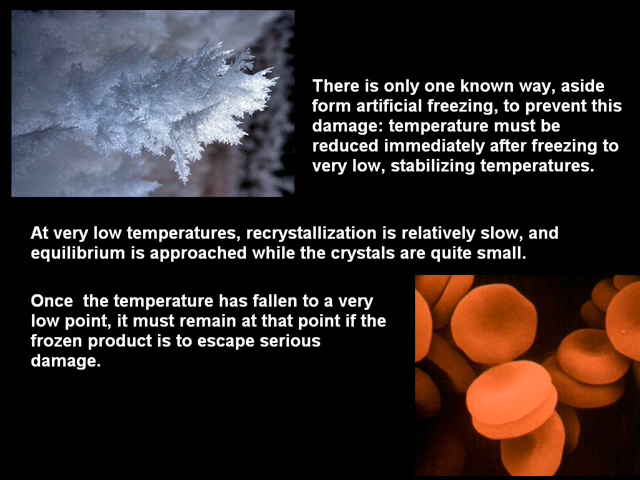 There is only one known way, aside
form artificial freezing, to prevent this
damage: temperature must be
reduced immediately after freezing to
very low, stabilizing temperatures.
At very low temperatures, recrystallization is relatively slow, and
equilibrium is approached while the crystals are quite small.
Once  the temperature has fallen to a very
low point, it must remain at that point if the
frozen product is to escape serious
damage.